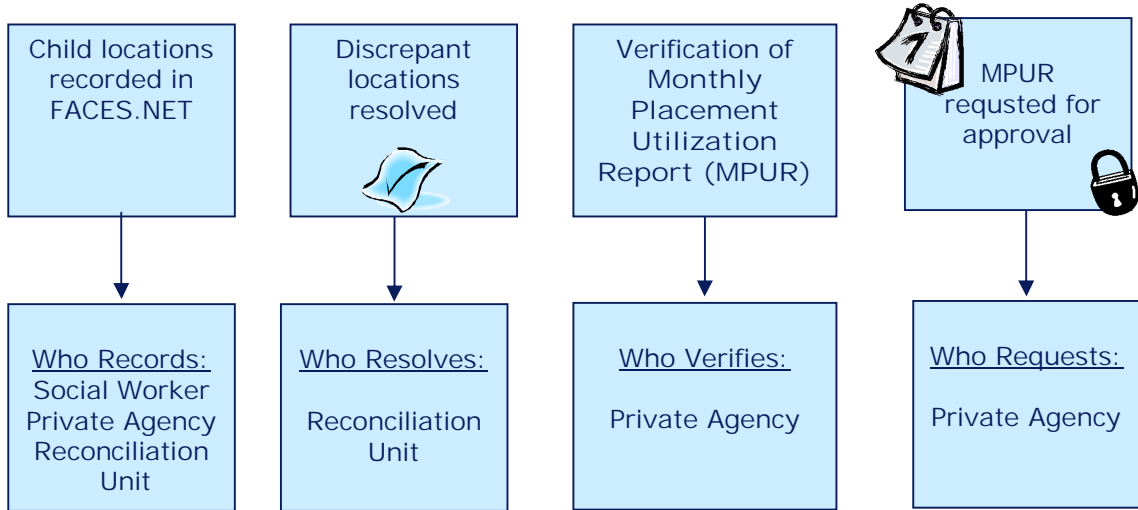 Child locations
recorded in
FACES.NET
Discrepant
locations
resolved
Verification of
Monthly
Placement
Utilization
Report (MPUR)
7
MPUR
requsted for
approval
Who Records:
Social Worker
Private Agency
Reconciliation
Unit
Who Resolves:
Reconciliation
Unit
Who Verifies:
Private Agency
Who Requests:
Private Agency